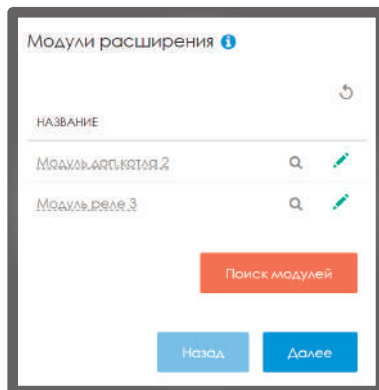 Модули расширения
НАЗВАНИЕ
Модуль доп.котла 2
Модуль реле 3
Поиск модулей
Назад Далее